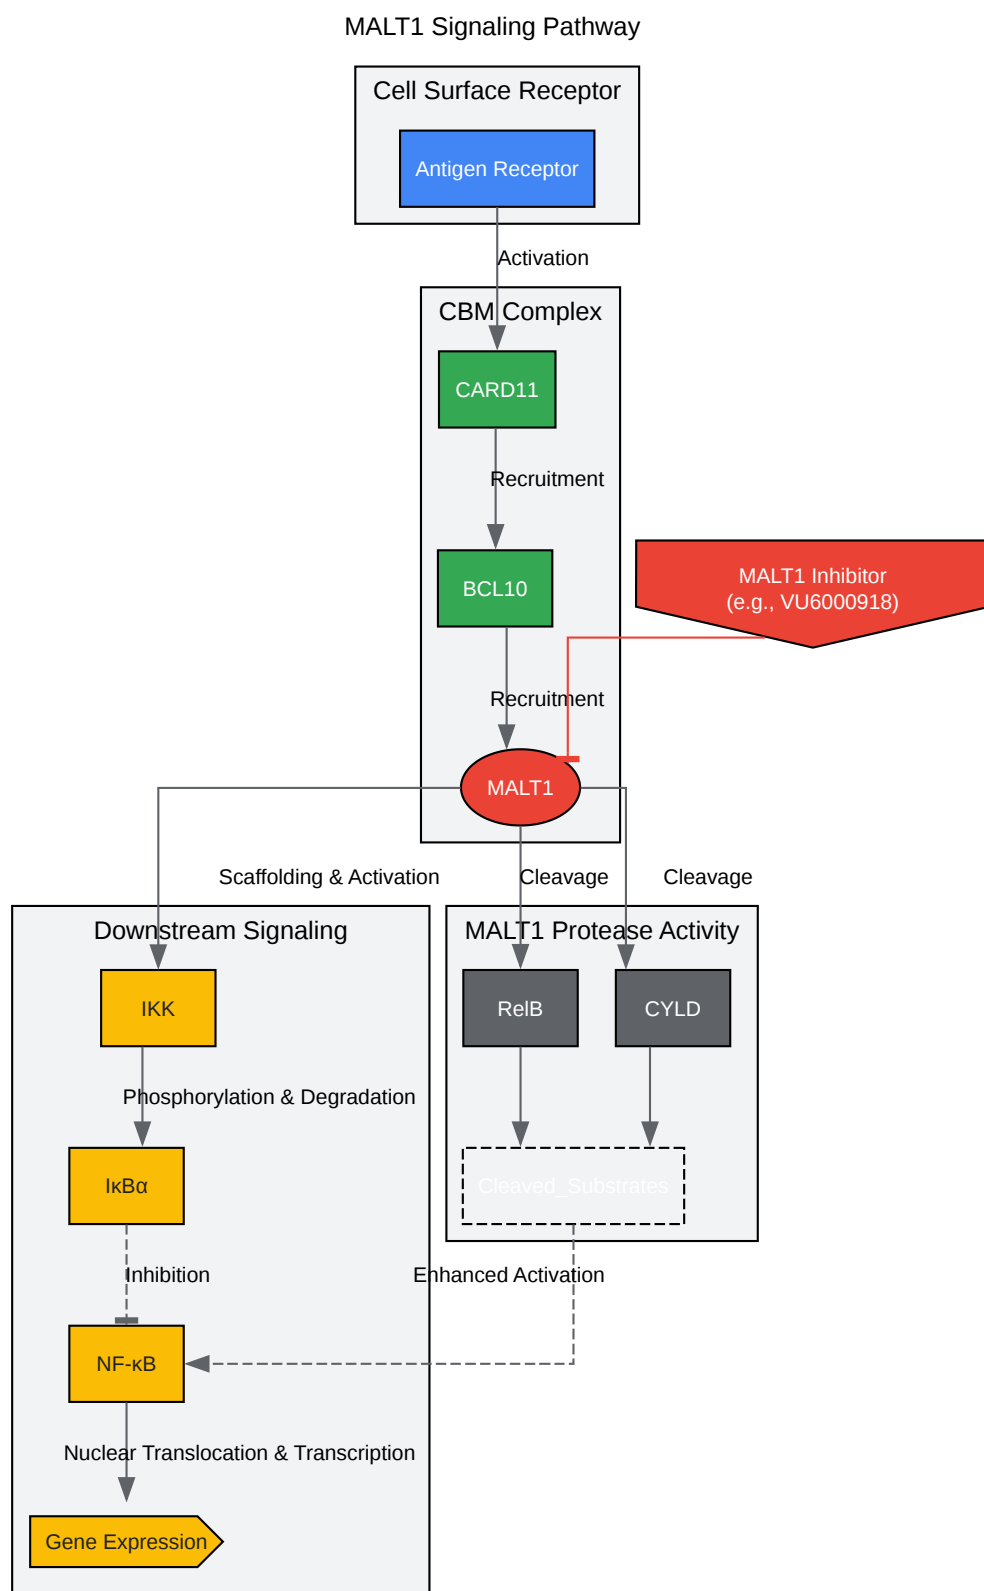 MALT1 Signaling Pathway
Cell Surface Receptor
Antigen Receptor
Activation
CBM Complex
CARD11
Recruitment
BCL10
MALT1 Inhibitor
(e.g., VU6000918)
Recruitment
MALT1
Scaffolding & Activation
Cleavage
Cleavage
Downstream Signaling
MALT1 Protease Activity
IKK
RelB
CYLD
Phosphorylation & Degradation
IκBα
Cleaved_Substrates
Inhibition
Enhanced Activation
NF-κB
Nuclear Translocation & Transcription
Gene Expression